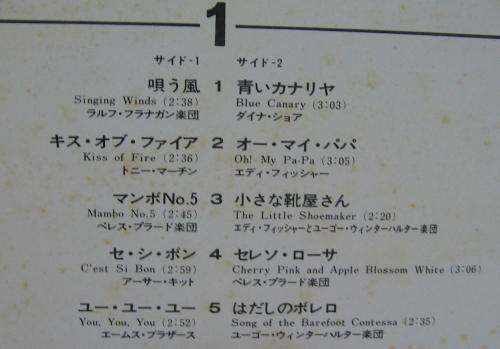 1
サイド-1
唄う風 1
Singing Winds (2:38)
ラルフ・フラナガン楽団
キス・オブ・ファイア 2
Kiss of Fire (2:36)
トニー・マーチン
マンボNo.5 3
Mambo No.5 (2:45)
ペレス・プラード楽団
セ・シ・ボン 4
C'est Si Bon (2:59)
アーサー・キット
ユー・ユー・ユー 5
You, You, You (2:52)
エームス・ブラザース
サイド-2
青いカナリヤ
Blue Canary (3:03)
ダイナ・ショア
オー・マイ・パパ
Oh! My Pa-Pa (3:05)
エディ・フィッシャー
小さな靴屋さん
The Little Shoemaker (2:20)
エディ・フィッシャーとユーゴー・ウィンターハルター楽団
セレソ・ローサ
Cherry Pink and Apple Blossom White (3:06)
ペレス・プラード楽団
はだしのボレロ
Song of the Barefoot Contessa (2:35)
ユーゴー・ウィンターハルター楽団